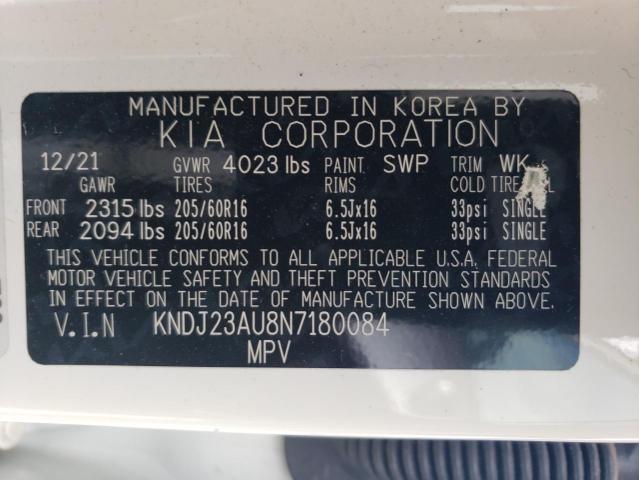 MANUFACTURED IN KOREA BY
KIA CORPORATION
12/21 GVWR 4023 lbs PAINT SWP TRIM WK
GAWR TIRES RIMS COLD TIRE
FRONT 2315 lbs 205/60R16 6.5Jx16 33psi SINGLE
REAR 2094 lbs 205/60R16 6.5Jx16 33psi SINGLE
THIS VEHICLE CONFORMS TO ALL APPLICABLE U.S.A. FEDERAL
MOTOR VEHICLE SAFETY AND THEFT PREVENTION STANDARDS
IN EFFECT ON THE DATE OF MANUFACTURE SHOWN ABOVE.
V.I.N KNDJ23AU8N7180084
MPV